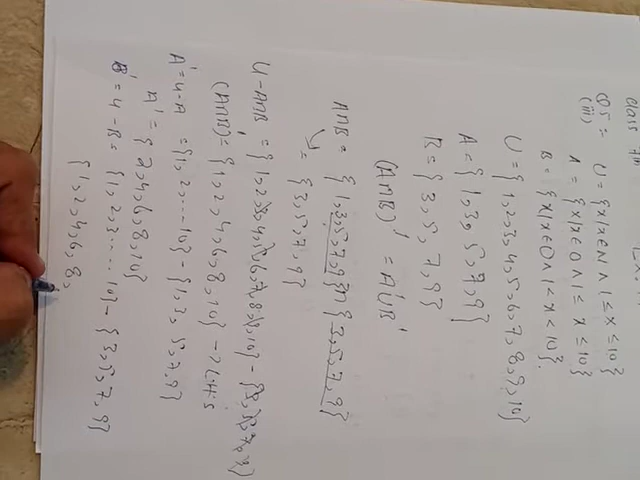 class 7th
Q5 =
(iii) U = {x|x∈N ∧ 1 ≤ x ≤ 10}
A = {x|x∈O ∧ 1 ≤ x ≤ 10}
B = {x|x∈O ∧ 1 < x < 10}.
U = {1,2,3,4,5,6,7,8,9,10}
A = {1,3,5,7,9}
B = {3,5,7,9}
(A∩B)' = A'∪B'
A∩B = {1,3,5,7,9} ∩ {3,5,7,9}
= {3,5,7,9}
U-A∩B = {1,2,3,4,5,6,7,8,9,10} - {3,5,7,9}
(A∩B)' = {1,2,4,6,8,10} → L.H.S
A' = U-A = {1,2,...10} - {1,3,5,7,9}
A' = {2,4,6,8,10}
B' = U-B = {1,2,3.....10} - {3,5,7,9}
{1,2,4,6,8,